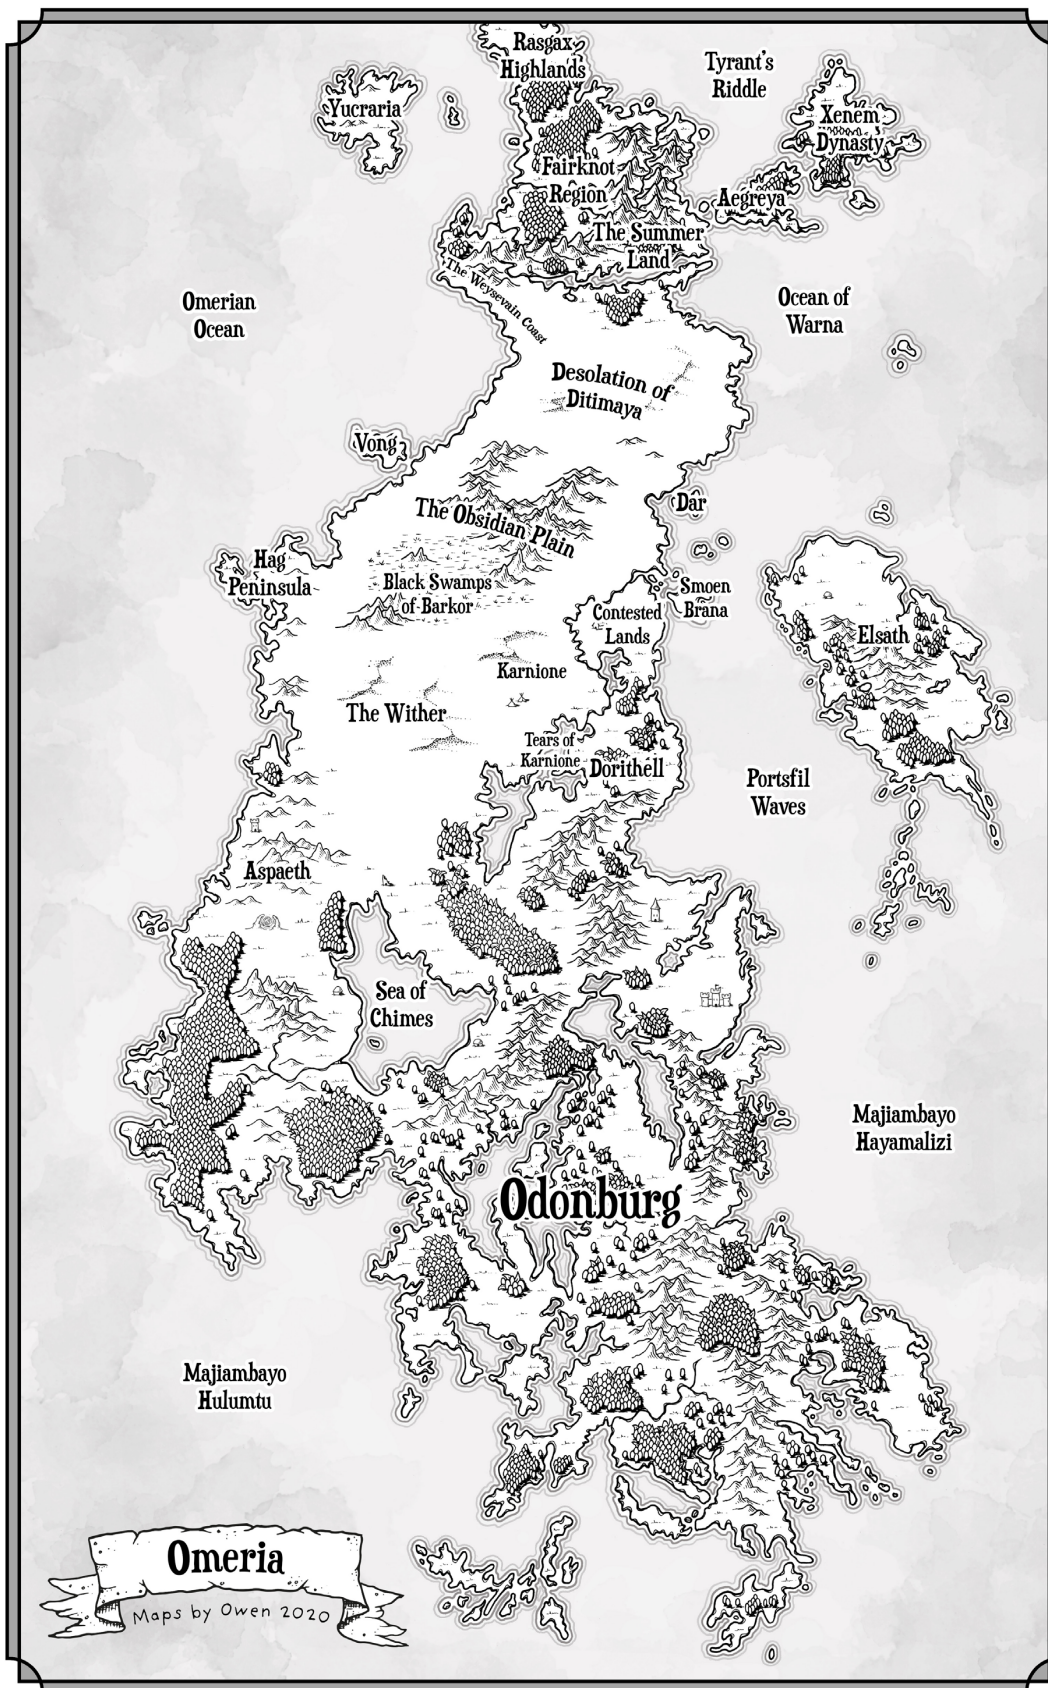 Rasgax
Highlands
Tyrant's
Riddle
Yucraria
Xenem
Dynasty
Fairknot
Region
Aegreya
The Summer
Land
The Weysevain Coast
Omerian
Ocean
Ocean of
Warna
Desolation of
Ditimaya
Vong
The Obsidian Plain
Dâr
Hag
Peninsula
Black Swamps
of Barkor
Smoen
Brana
Contested
Lands
Elsath
Karnione
The Wither
Tears of
Karnione
Dorithell
Portsfil
Waves
Aspaeth
Sea of
Chimes
Majiambayo
Hayamalizi
Odonburg
Majiambayo
Hulumtu
Omeria
Maps by Owen 2020